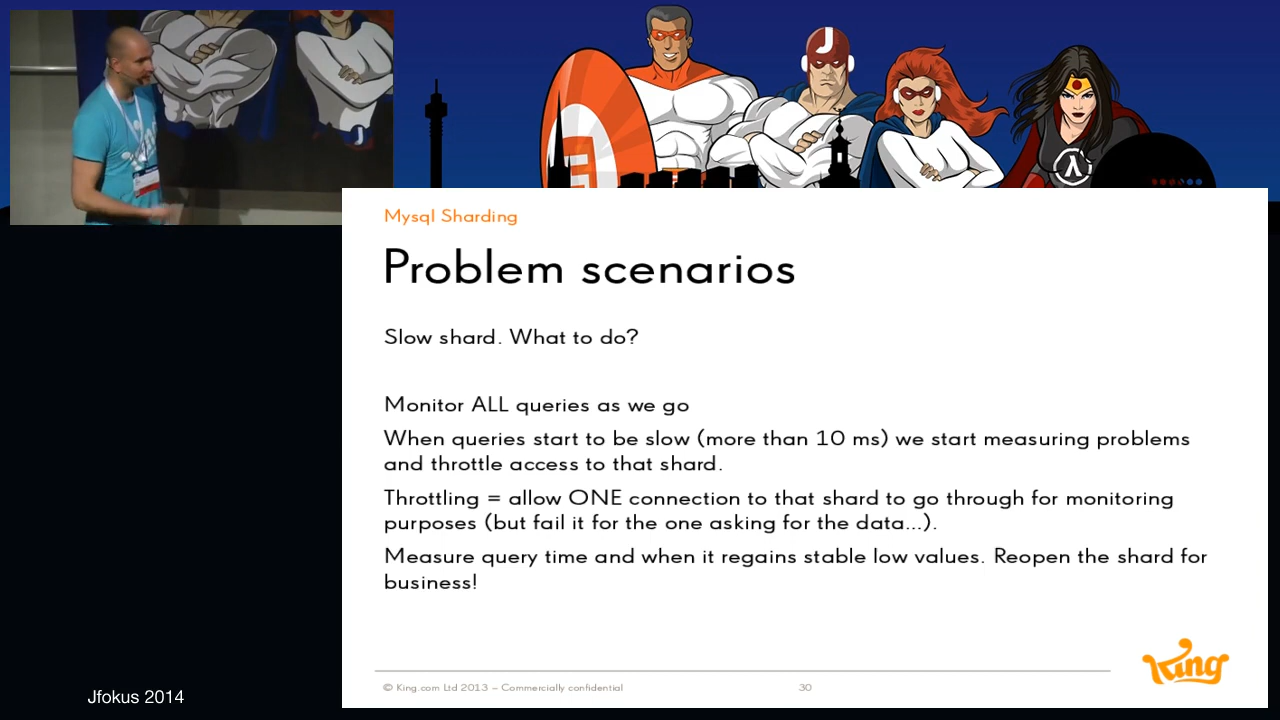 Mysql Sharding
Problem scenarios
Slow shard. What to do?
Monitor ALL queries as we go
When queries start to be slow (more than 10 ms) we start measuring problems
and throttle access to that shard.
Throttling = allow ONE connection to that shard to go through for monitoring
purposes (but fail it for the one asking for the data...).
Measure query time and when it regains stable low values. Reopen the shard for
business!
King
© King.com Ltd 2013 – Commercially confidential
30
Jfokus 2014
J
λ